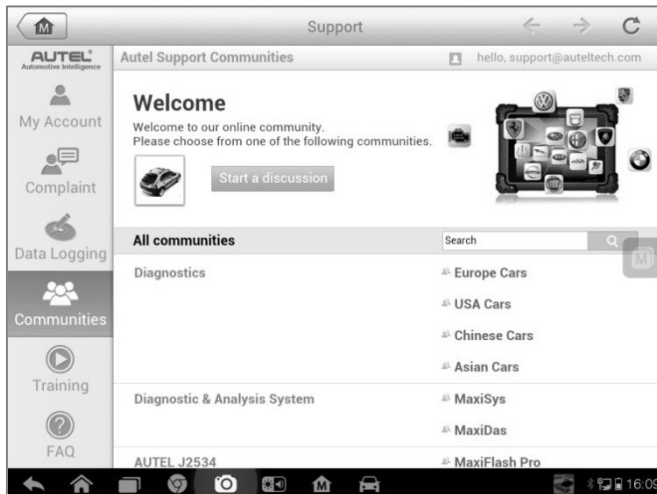 M
Support
AUTEL®
Automotive Intelligence
Autel Support Communities
hello, support@auteltech.com
My Account
Complaint
Data Logging
Communities
Training
FAQ
Welcome
Welcome to our online community.
Please choose from one of the following communities.
Start a discussion
All communities
Search
M
Diagnostics
Europe Cars
USA Cars
Chinese Cars
Asian Cars
Diagnostic & Analysis System
MaxiSys
MaxiDas
AUTEL J2534
MaxiFlash Pro
M
16:09